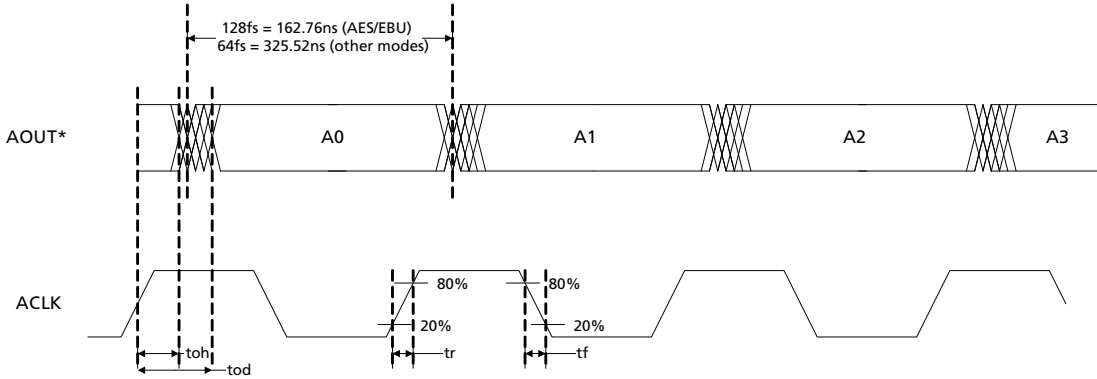 128fs = 162.76ns (AES/EBU)
64fs = 325.52ns (other modes)
AOUT*
A0
A1
A2
A3
ACLK
80%
80%
20%
20%
toh
tr
tf
tod